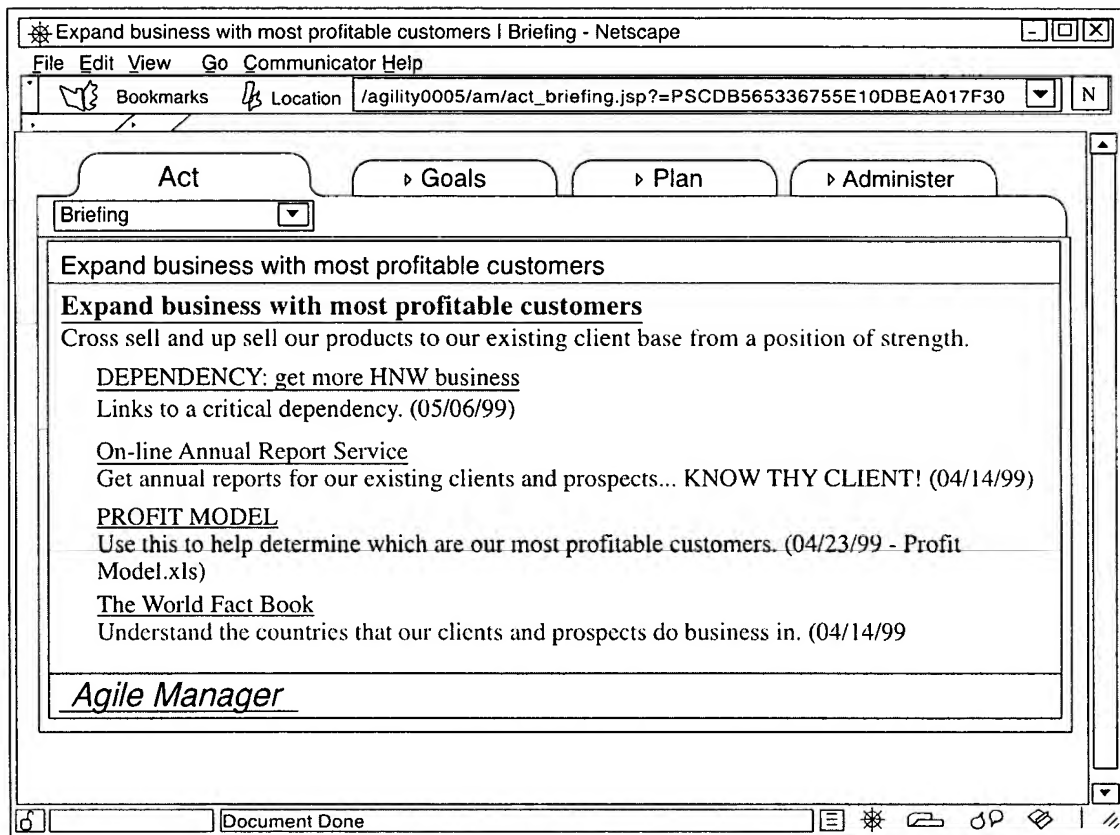 Expand business with most profitable customers | Briefing - Netscape
File Edit View Go Communicator Help
Bookmarks Location /agility0005/am/act_briefing.jsp?=PSCDB565336755E10DBEA017F30 N
Act Goals Plan Administer
Briefing
Expand business with most profitable customers
Expand business with most profitable customers
Cross sell and up sell our products to our existing client base from a position of strength.
DEPENDENCY: get more HNW business
Links to a critical dependency. (05/06/99)
On-line Annual Report Service
Get annual reports for our existing clients and prospects... KNOW THY CLIENT! (04/14/99)
PROFIT MODEL
Use this to help determine which are our most profitable customers. (04/23/99 - Profit
Model.xls)
The World Fact Book
Understand the countries that our clients and prospects do business in. (04/14/99
Agile Manager
Document Done